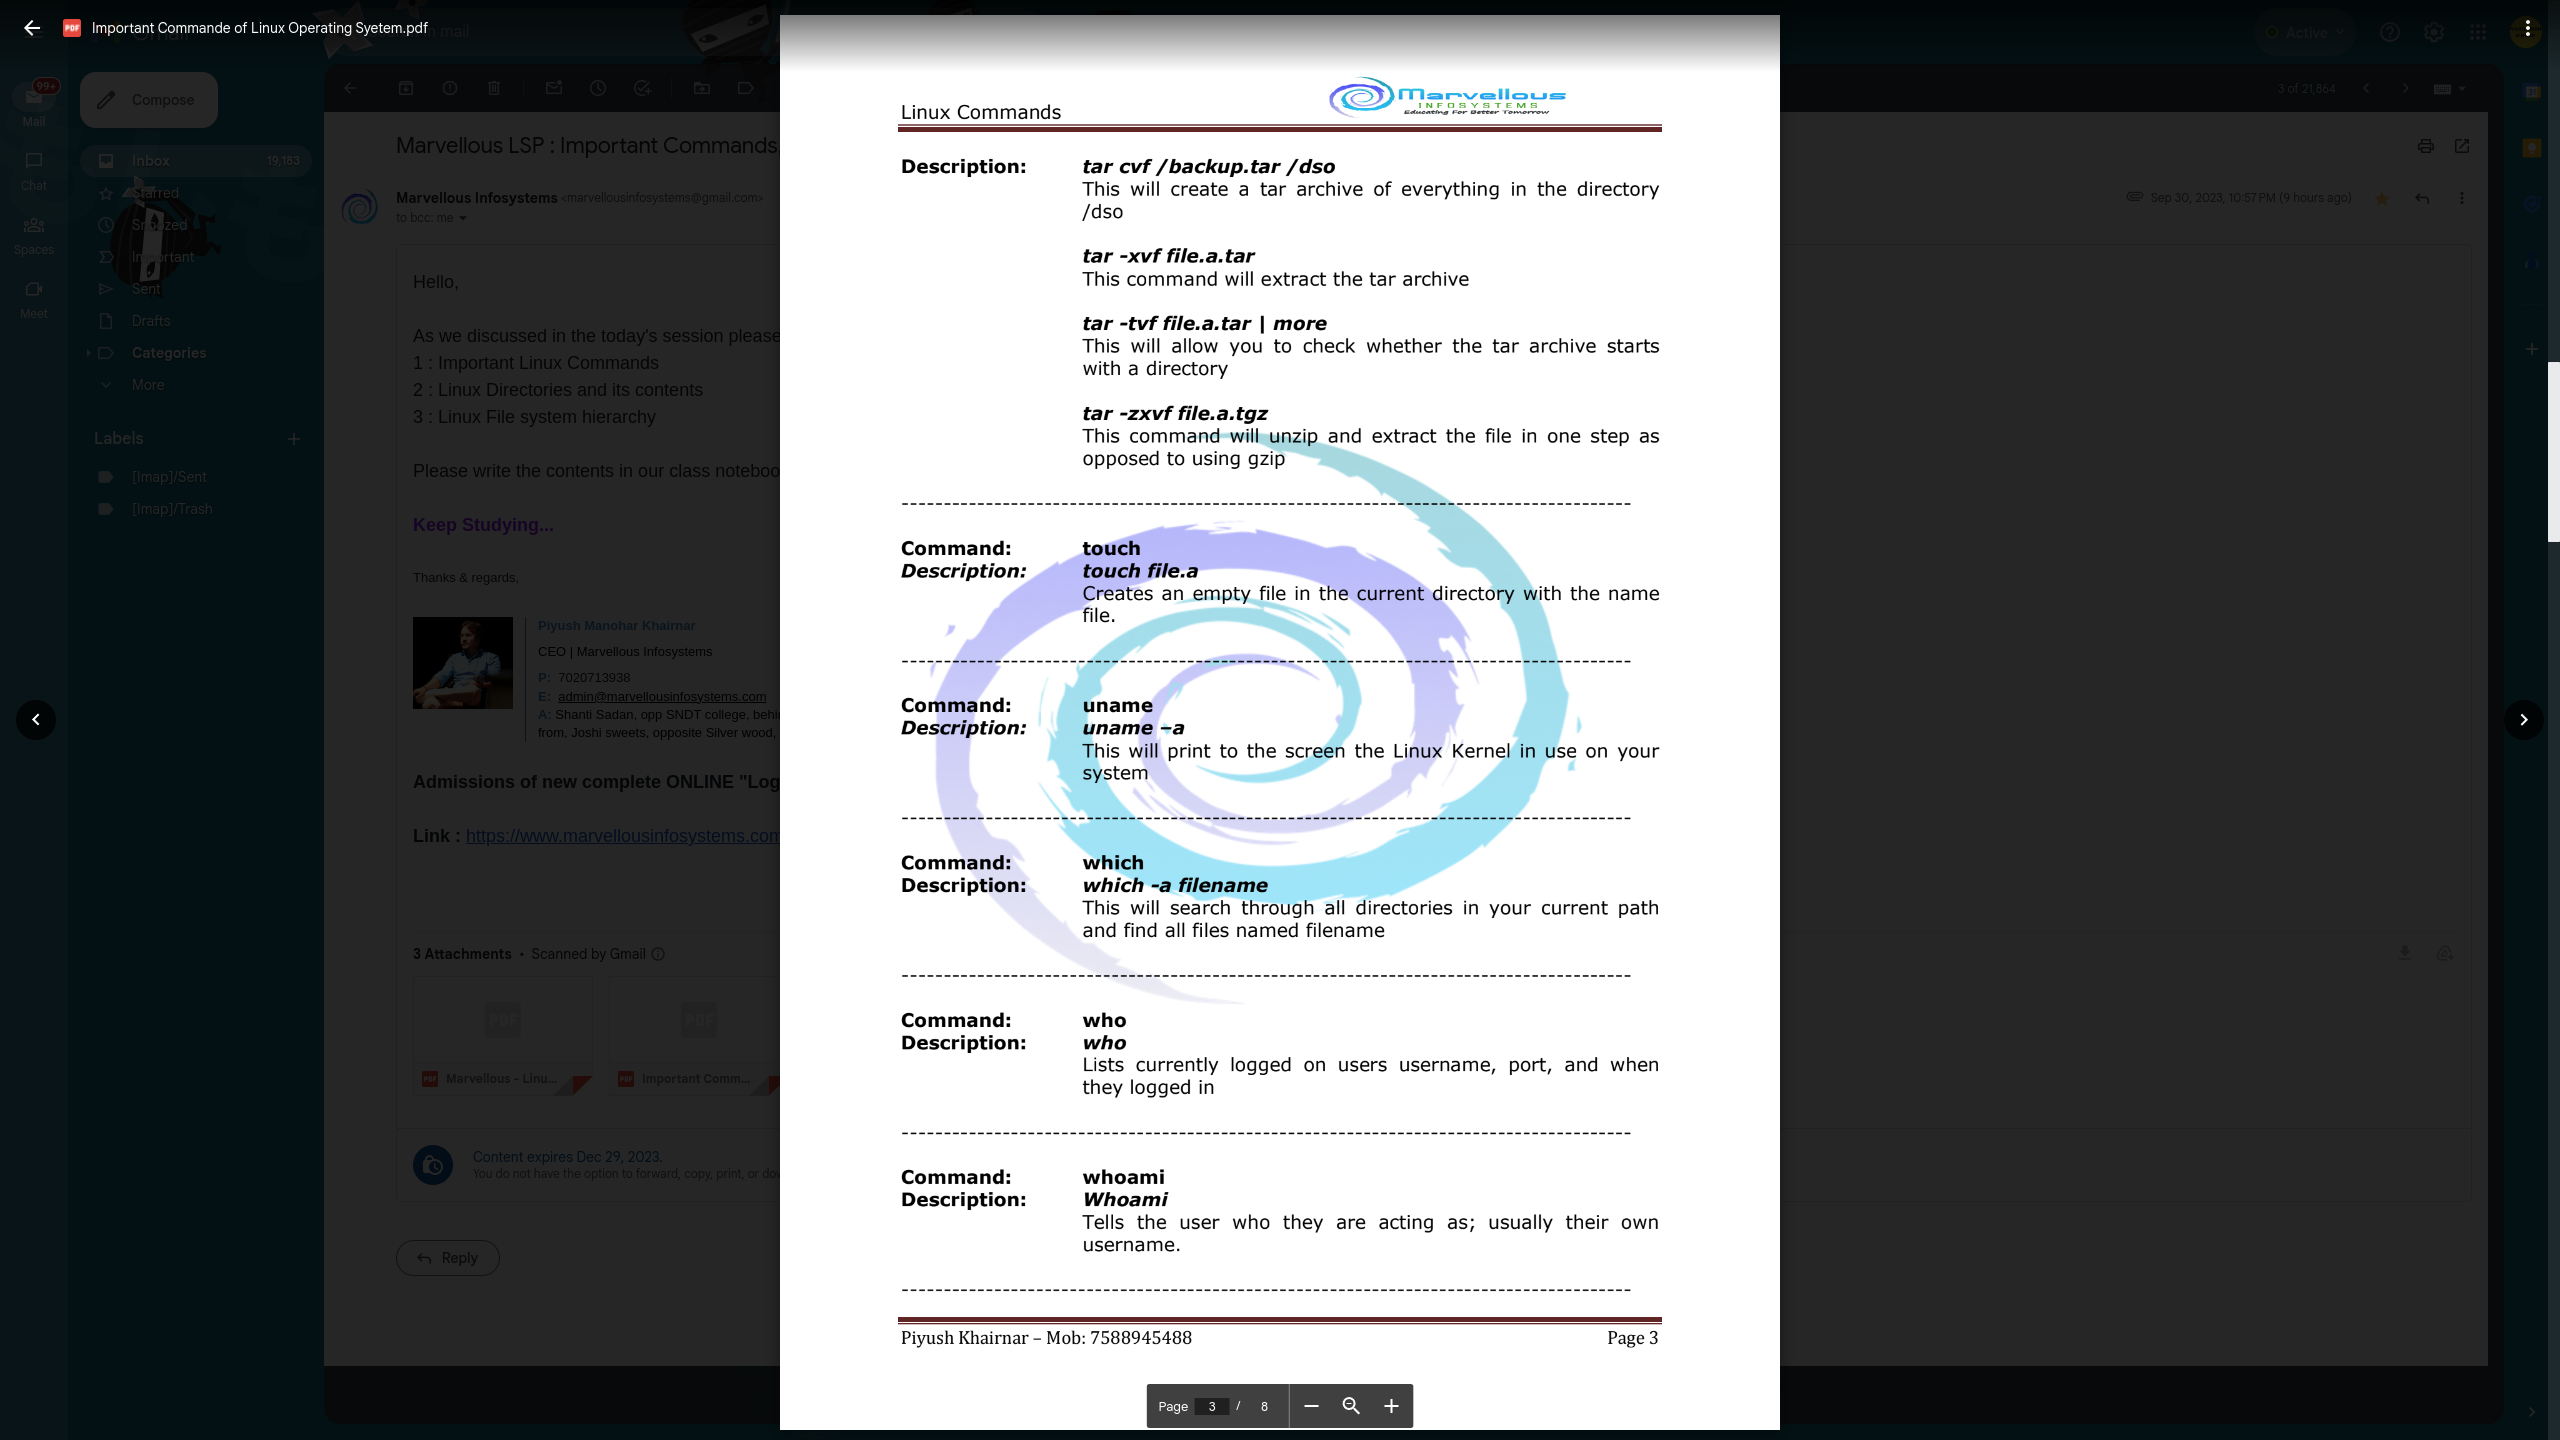 Important Commande of Linux Operating Syetem.pdf
mail
Active
99+
Mail
Compose
3 of 21,864
Linux Commands
Marvellous
INFOSYSTEMS
Educating For Better Tomorrow
Marvellous LSP : Important Commands
Chat
Inbox 19,183
Starred
Snoozed
Important
Sent
Drafts
Categories
More
Spaces
Meet
Labels
[Imap]/Sent
[Imap]/Trash
Marvellous Infosystems <marvellousinfosystems@gmail.com>
to bcc: me
Sep 30, 2023, 10:57 PM (9 hours ago)
Hello,
As we discussed in the today's session please
1 : Important Linux Commands
2 : Linux Directories and its contents
3 : Linux File system hierarchy
Please write the contents in our class noteboo
Keep Studying...
Thanks & regards,
Piyush Manohar Khairnar
CEO | Marvellous Infosystems
P: 7020713938
E: admin@marvellousinfosystems.com
A: Shanti Sadan, opp SNDT college, behi
from, Joshi sweets, opposite Silver wood,
Admissions of new complete ONLINE "Log
Link : https://www.marvellousinfosystems.com
3 Attachments • Scanned by Gmail
PDF
PDF
PDF Marvellous - Linu...
PDF Important Comm...
Content expires Dec 29, 2023.
You do not have the option to forward, copy, print, or dow
Reply
Description: tar cvf /backup.tar /dso
This will create a tar archive of everything in the directory
/dso
tar -xvf file.a.tar
This command will extract the tar archive
tar -tvf file.a.tar | more
This will allow you to check whether the tar archive starts
with a directory
tar -zxvf file.a.tgz
This command will unzip and extract the file in one step as
opposed to using gzip
Command: touch
Description: touch file.a
Creates an empty file in the current directory with the name
file.
Command: uname
Description: uname –a
This will print to the screen the Linux Kernel in use on your
system
Command: which
Description: which -a filename
This will search through all directories in your current path
and find all files named filename
Command: who
Description: who
Lists currently logged on users username, port, and when
they logged in
Command: whoami
Description: Whoami
Tells the user who they are acting as; usually their own
username.
Piyush Khairnar – Mob: 7588945488 Page 3
Page 3 / 8